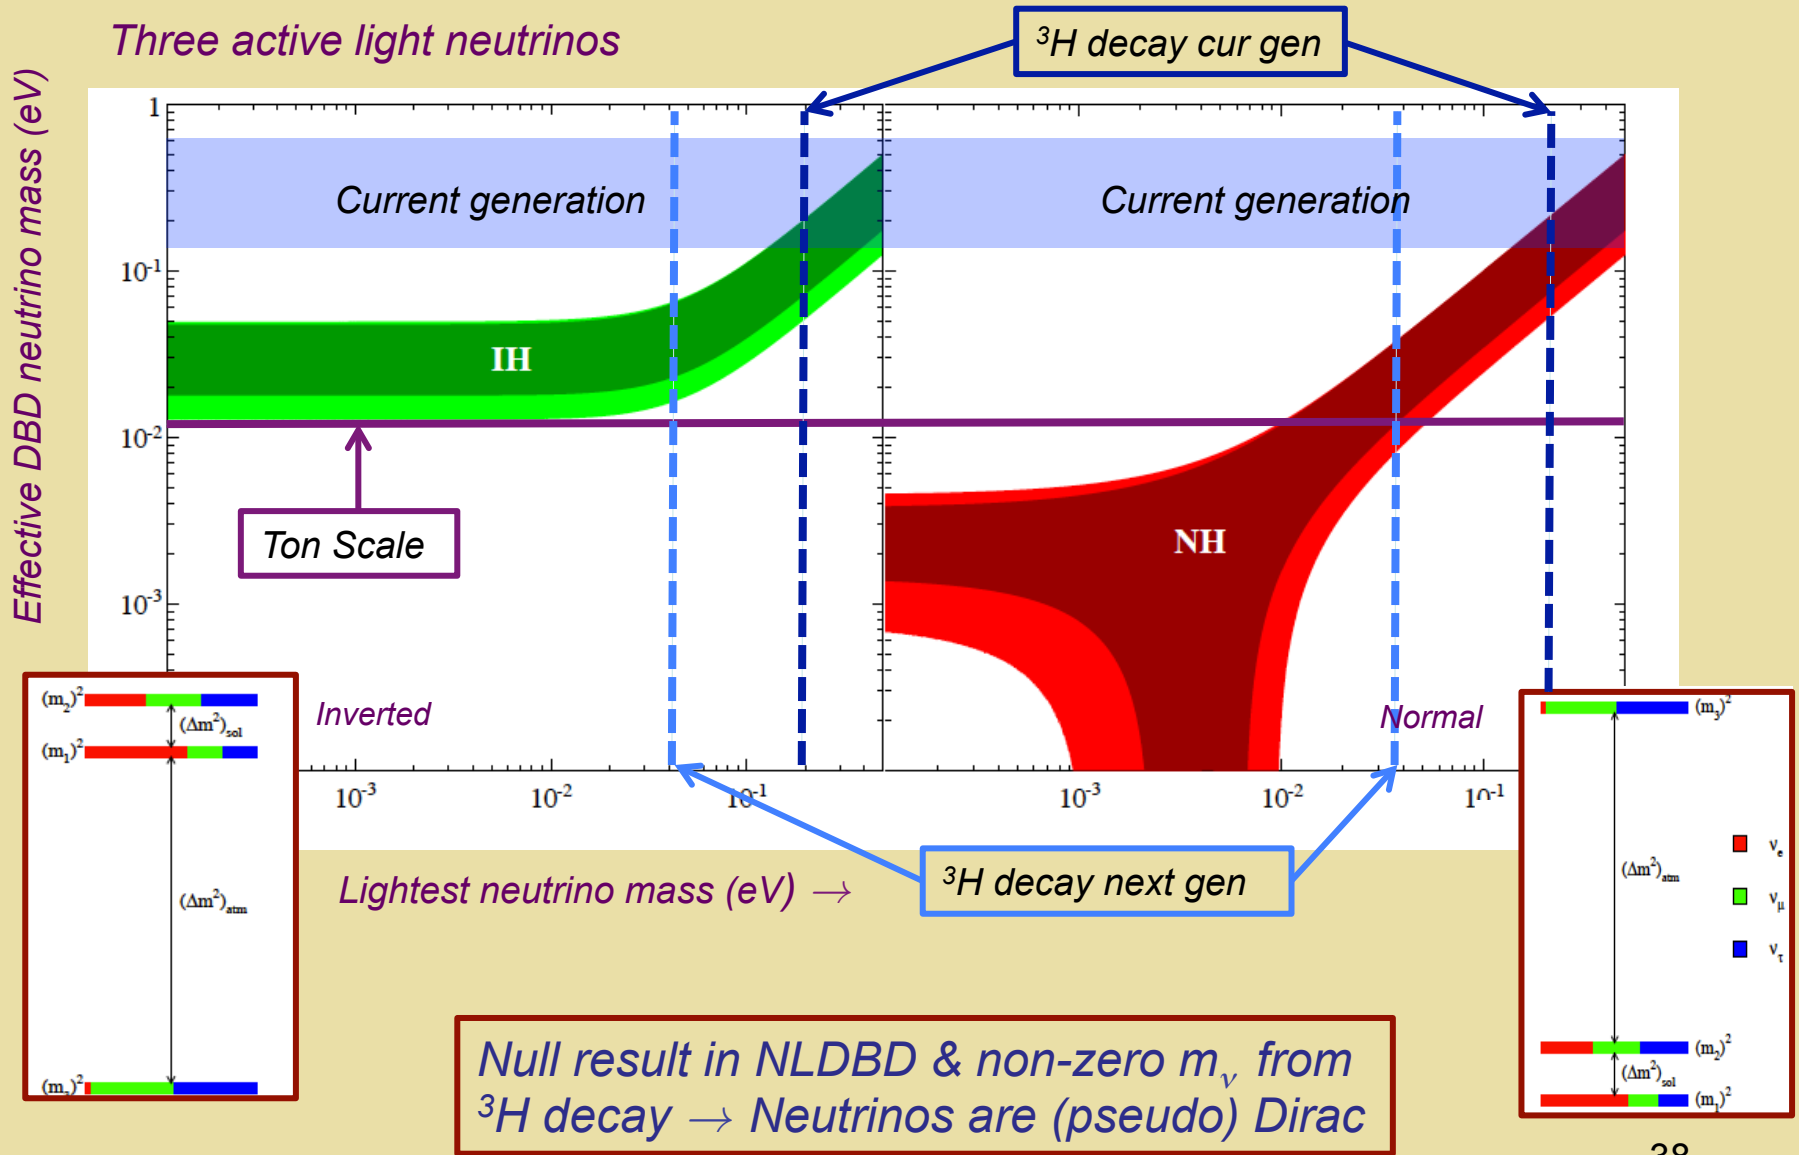 Three active light neutrinos
³H decay cur gen
Effective DBD neutrino mass (eV)
1
10⁻¹
10⁻²
10⁻³
Current generation
Current generation
IH
NH
Ton Scale
Inverted
Normal
10⁻³ 10⁻² 10⁻¹
10⁻³ 10⁻² 10⁻¹
Lightest neutrino mass (eV) →
³H decay next gen
(m₂)²
(Δm²)sol
(m₁)²
(Δm²)atm
(m₃)²
(Δm²)atm
νe
νμ
ντ
(m₂)²
(Δm²)sol
(m₁)²
Null result in NLDBD & non-zero mν from
³H decay → Neutrinos are (pseudo) Dirac
38